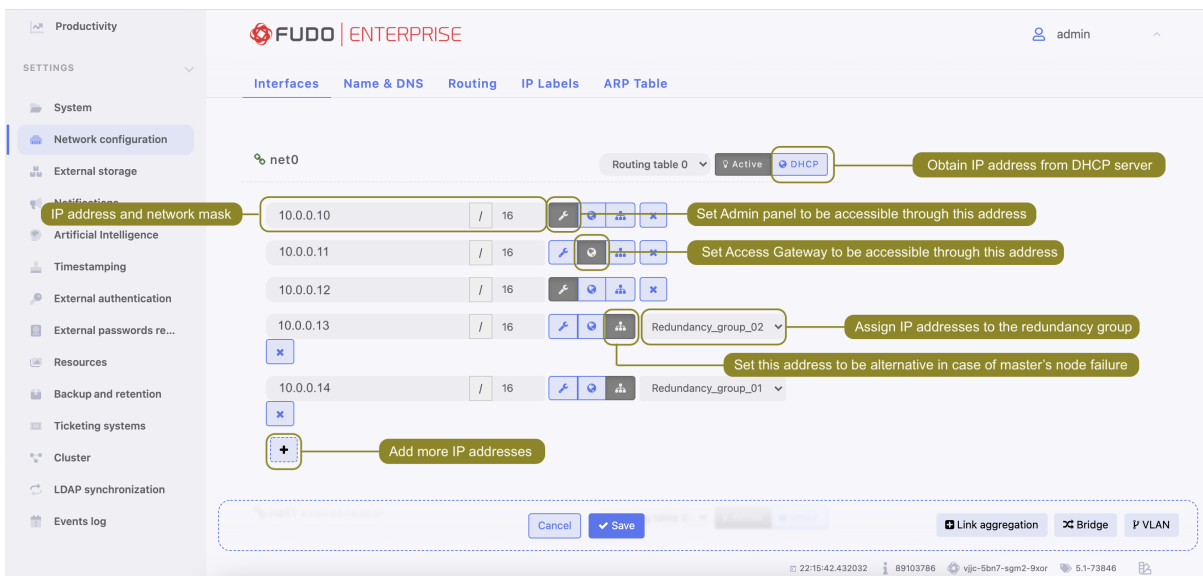 Productivity
SETTINGS
System
Network configuration
External storage
Notifications
Artificial Intelligence
Timestamping
External authentication
External passwords re...
Resources
Backup and retention
Ticketing systems
Cluster
LDAP synchronization
Events log
FUDO | ENTERPRISE
admin
Interfaces Name & DNS Routing IP Labels ARP Table
net0 Routing table 0 Active DHCP
Obtain IP address from DHCP server
IP address and network mask
10.0.0.10 / 16
Set Admin panel to be accessible through this address
10.0.0.11 / 16
Set Access Gateway to be accessible through this address
10.0.0.12 / 16
10.0.0.13 / 16 Redundancy_group_02
Assign IP addresses to the redundancy group
Set this address to be alternative in case of master's node failure
10.0.0.14 / 16 Redundancy_group_01
Add more IP addresses
Cancel Save
Link aggregation Bridge VLAN
22:15:42.432032 89103786 vjjc-5bn7-sgm2-9xor 5.1-73846